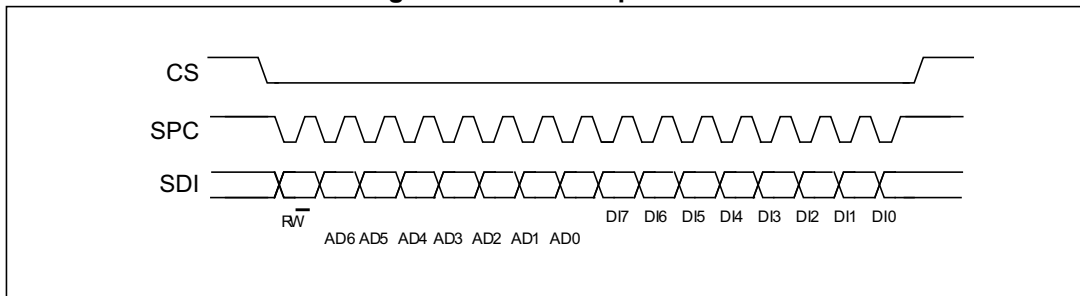 CS
SPC
SDI
RW
DI7 DI6 DI5 DI4 DI3 DI2 DI1 DI0
AD6 AD5 AD4 AD3 AD2 AD1 AD0